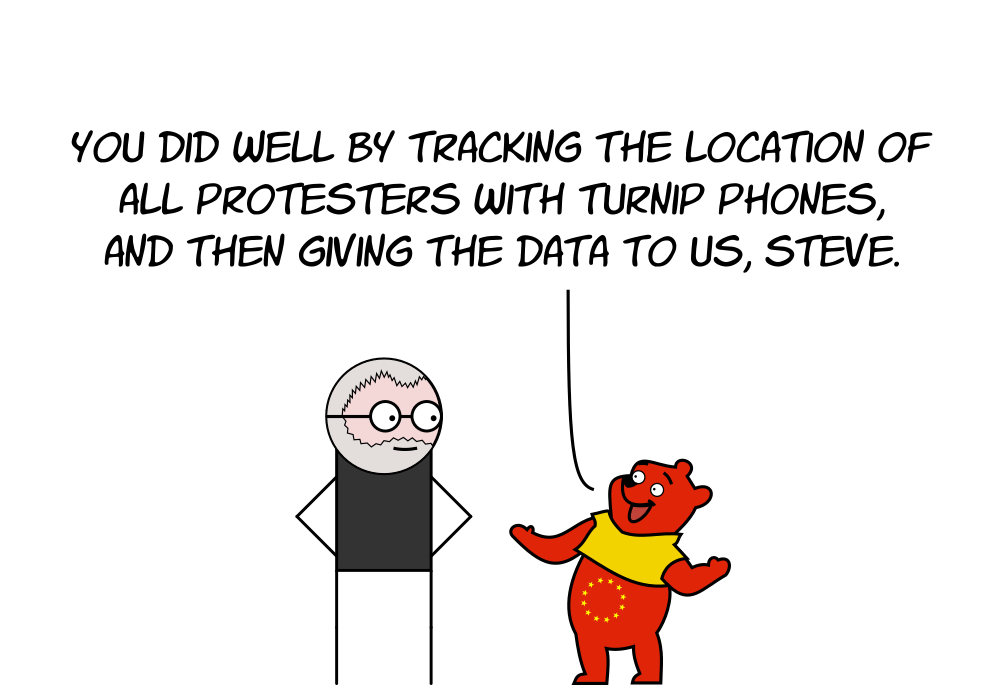 YOU DID WELL BY TRACKING THE LOCATION OF
ALL PROTESTERS WITH TURNIP PHONES,
AND THEN GIVING THE DATA TO US, STEVE.